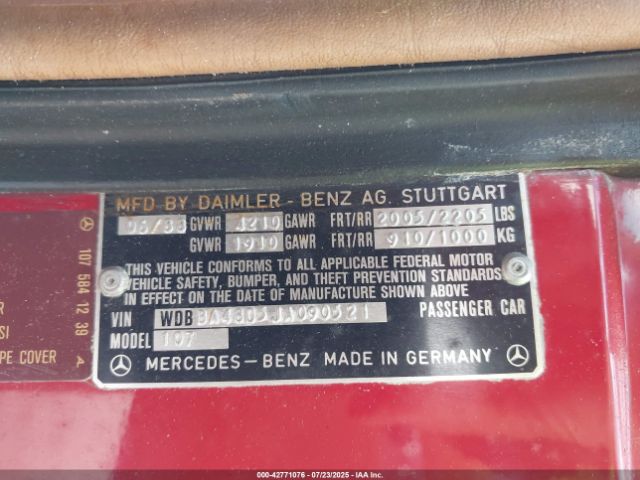 MFD BY DAIMLER - BENZ AG. STUTTGART
GVWR 4210 GAWR FRT/RR 2005/2205 LBS
GVWR 1910 GAWR FRT/RR 910/1000 KG
THIS VEHICLE CONFORMS TO ALL APPLICABLE FEDERAL MOTOR
VEHICLE SAFETY, BUMPER, AND THEFT PREVENTION STANDARDS
IN EFFECT ON THE DATE OF MANUFACTURE SHOWN ABOVE
VIN WDBBA48D5JA090521 PASSENGER CAR
MODEL 107
MERCEDES-BENZ MADE IN GERMANY
107 584 12 39 A
R
SI
PE COVER
000-42771076 - 07/23/2025 - IAA Inc.